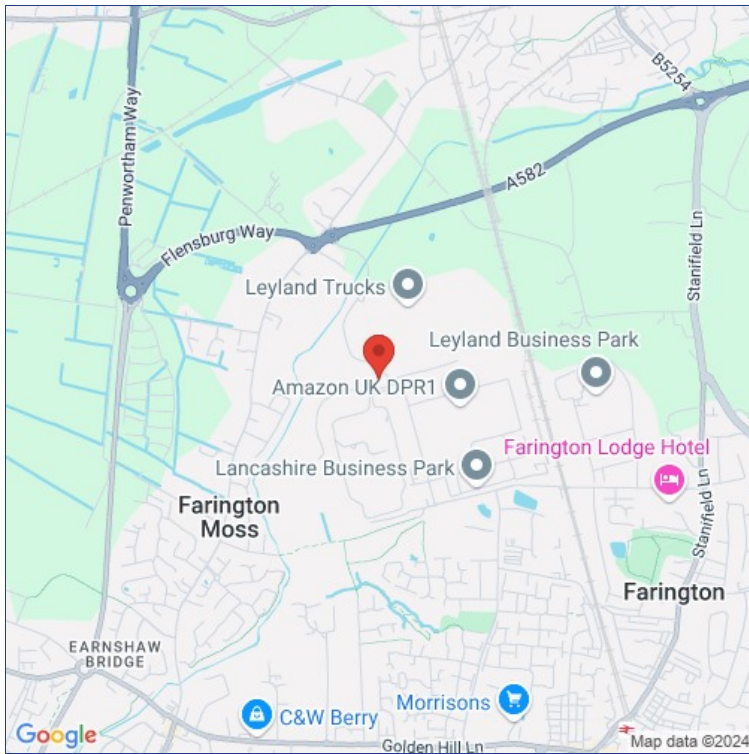 B5254
Penwortham Way
A582
Flensburg Way
Stanifield Ln
Leyland Trucks
Leyland Business Park
Amazon UK DPR1
Farington Lodge Hotel
Lancashire Business Park
Farington
Moss
Stanifield Ln
Farington
EARNSHAW
BRIDGE
Morrisons
C&W Berry
Google
Golden Hill Ln
Map data ©2024